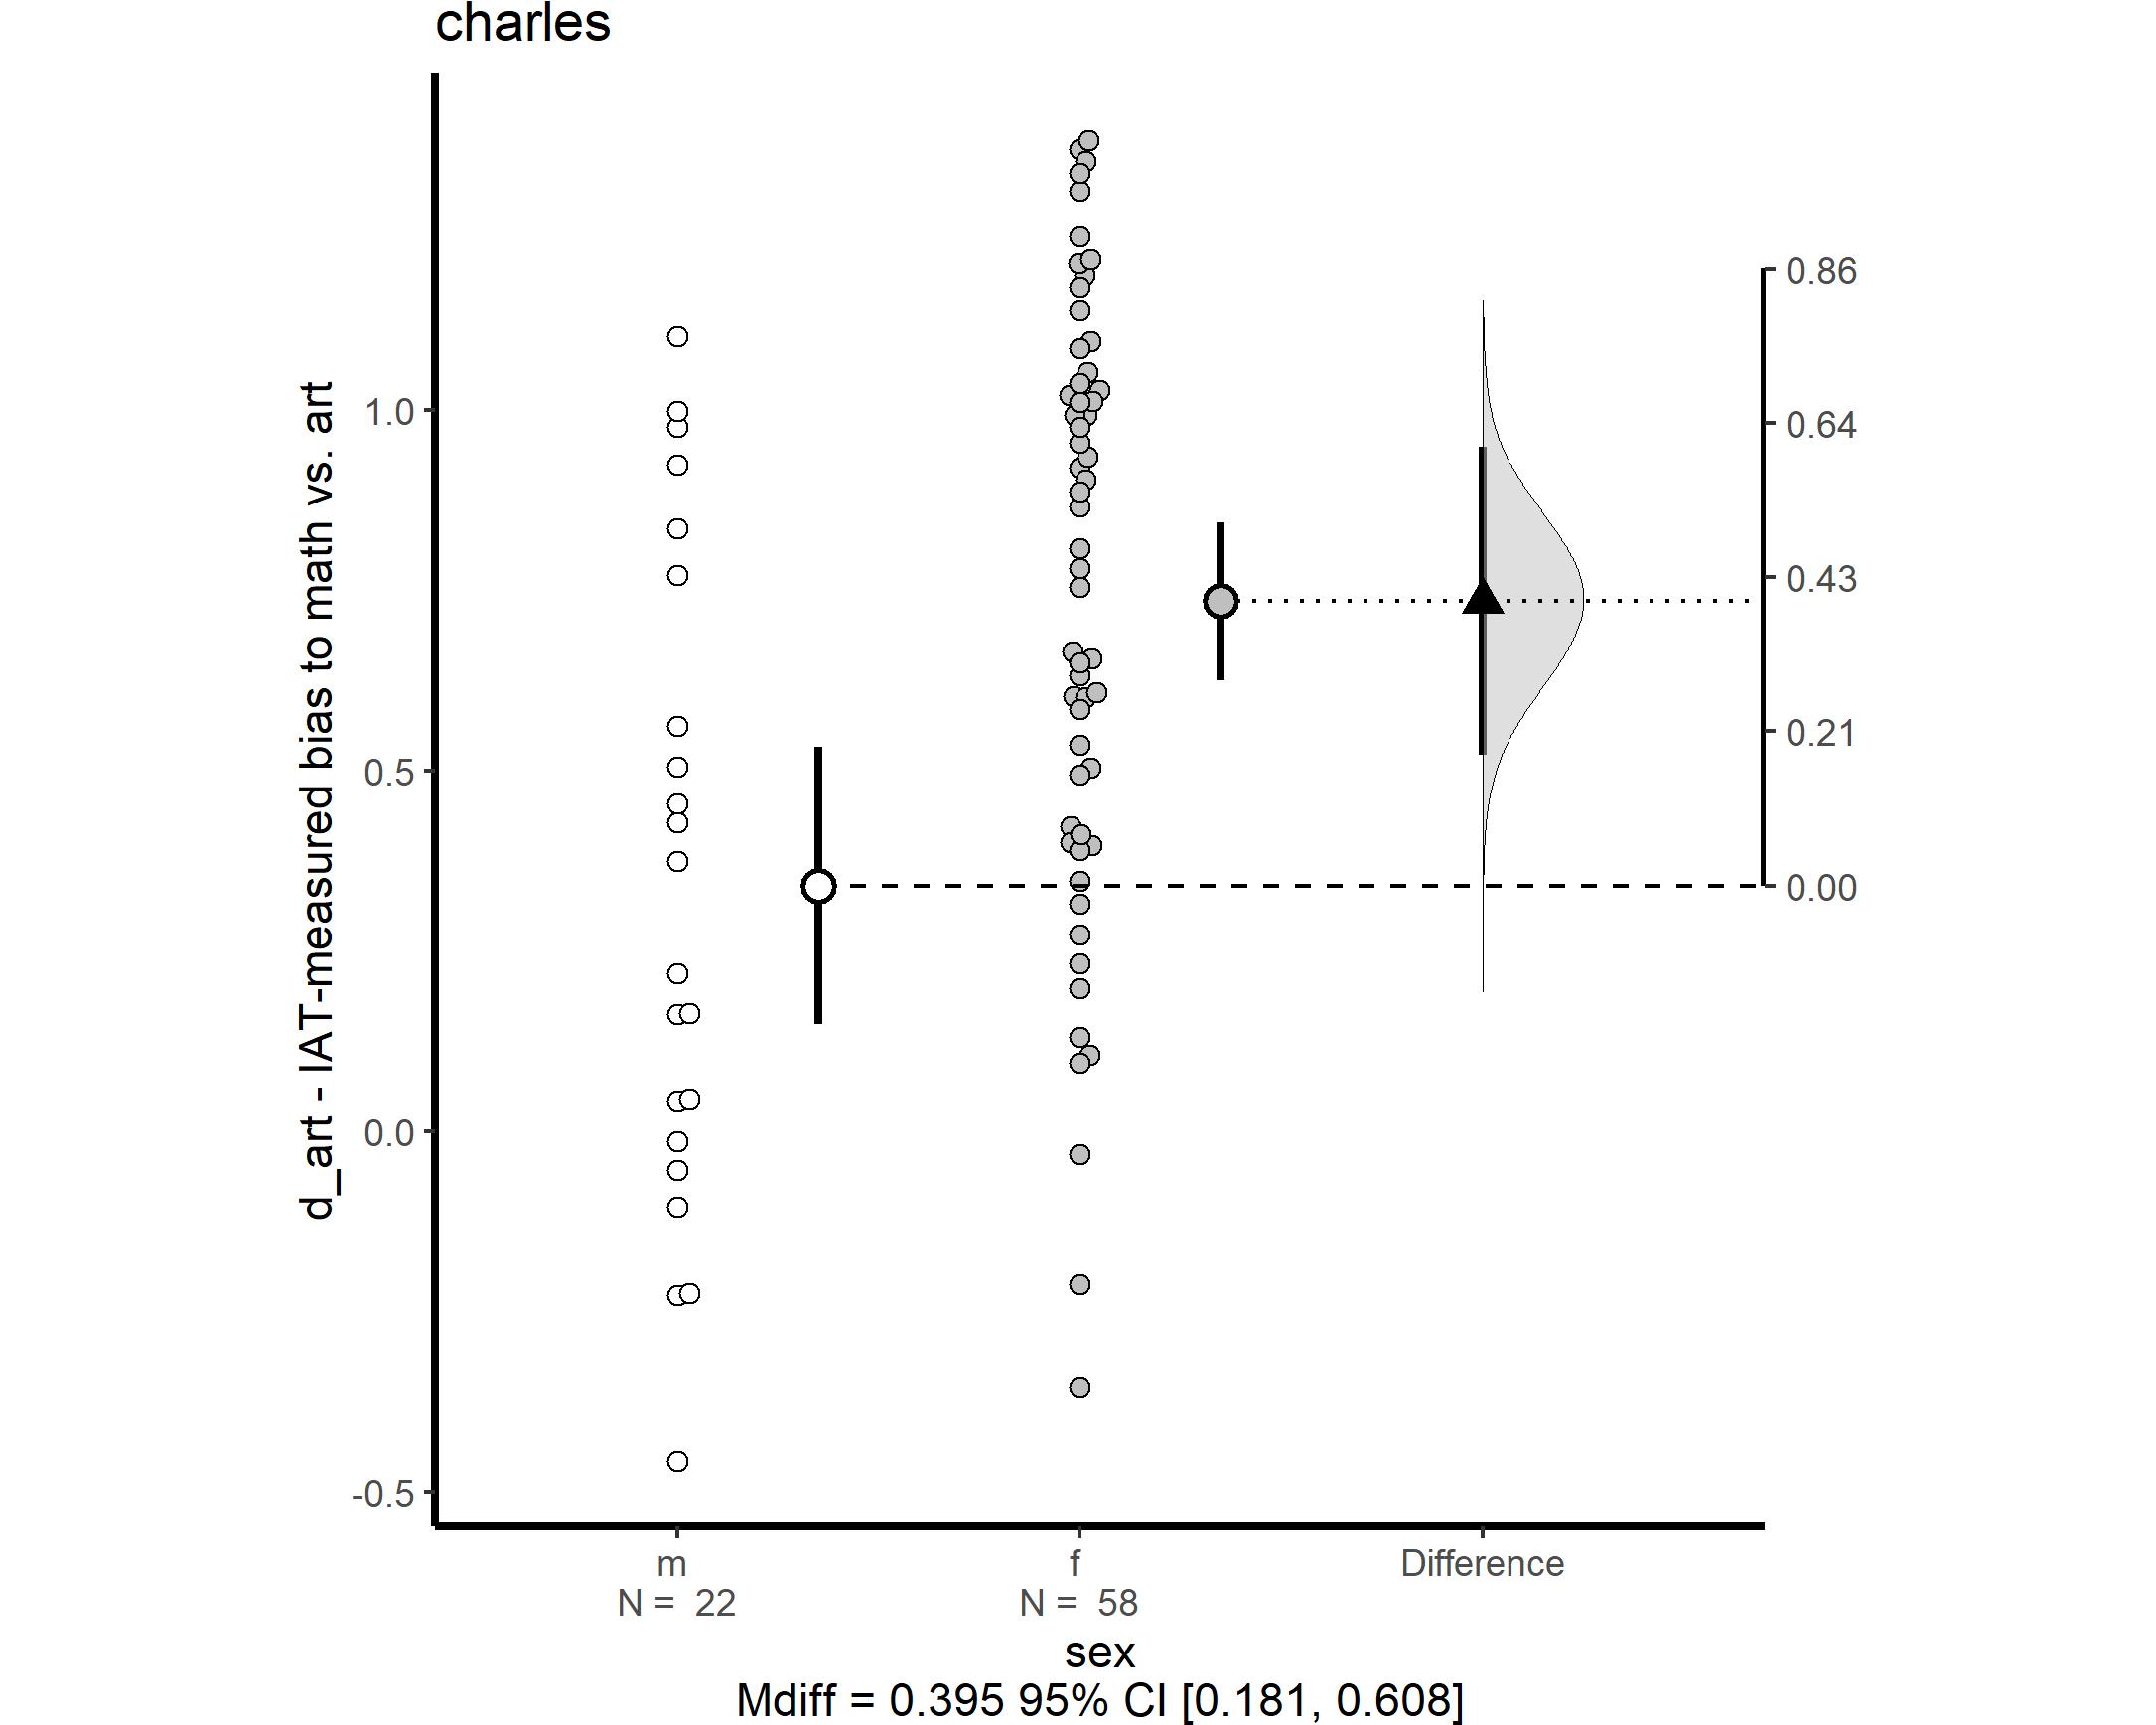 charles
d_art - IAT-measured bias to math vs. art
1.0
0.5
0.0
-0.5
0.86
0.64
0.43
0.21
0.00
m
N =  22
f
N =  58
Difference
sex
Mdiff = 0.395 95% CI [0.181, 0.608]